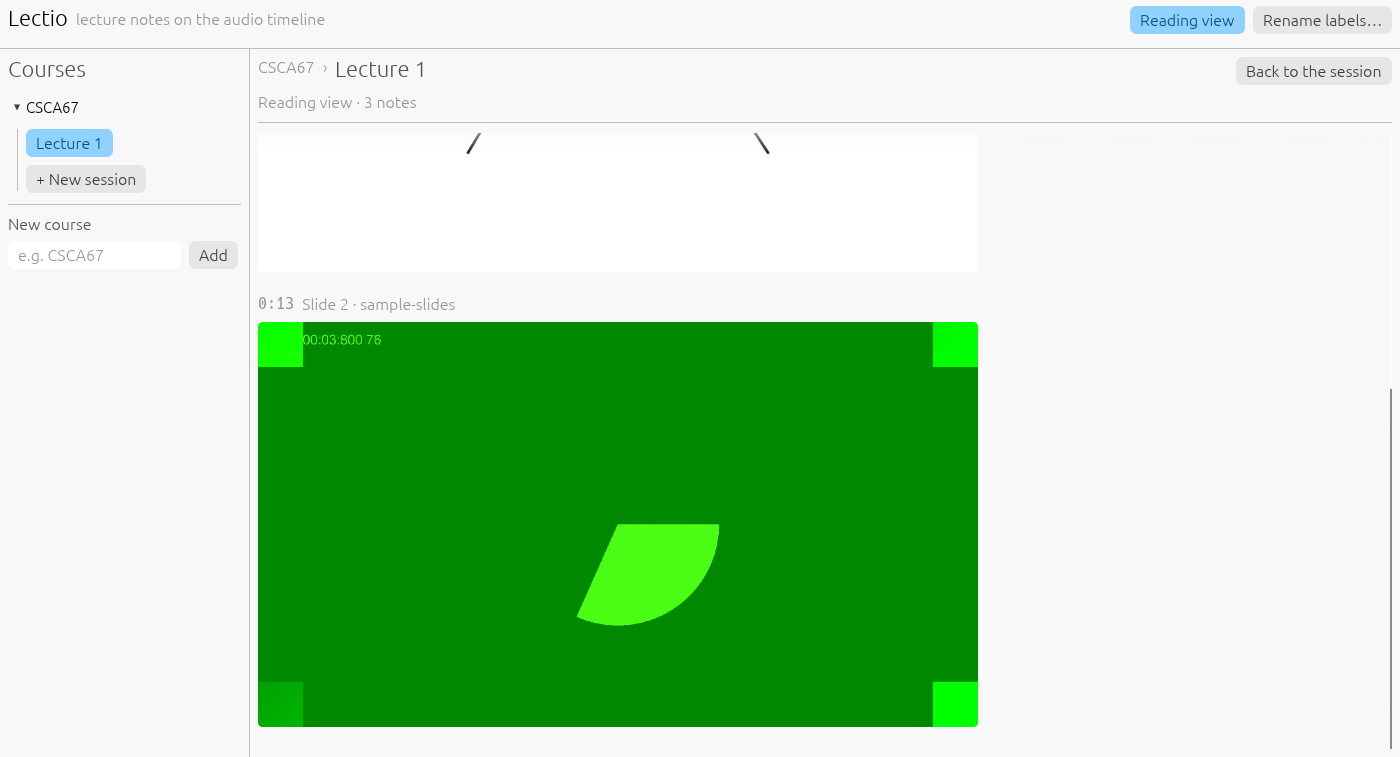 Lectio lecture notes on the audio timeline
Reading view
Rename labels…
Courses
▾ CSCA67
Lecture 1
+ New session
New course
e.g. CSCA67
Add
CSCA67 › Lecture 1
Back to the session
Reading view · 3 notes
0:13 Slide 2 · sample-slides
00:03:800 76